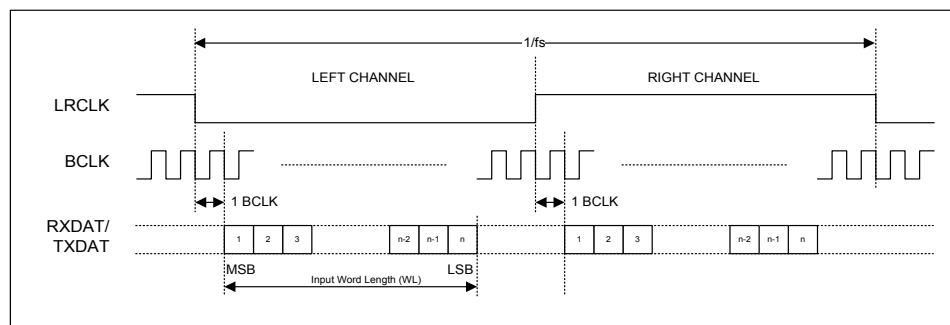 1/fs
LEFT CHANNEL RIGHT CHANNEL
LRCLK
BCLK
1 BCLK 1 BCLK
RXDAT/
TXDAT
1 2 3 n-2 n-1 n 1 2 3 n-2 n-1 n
MSB LSB
Input Word Length (WL)